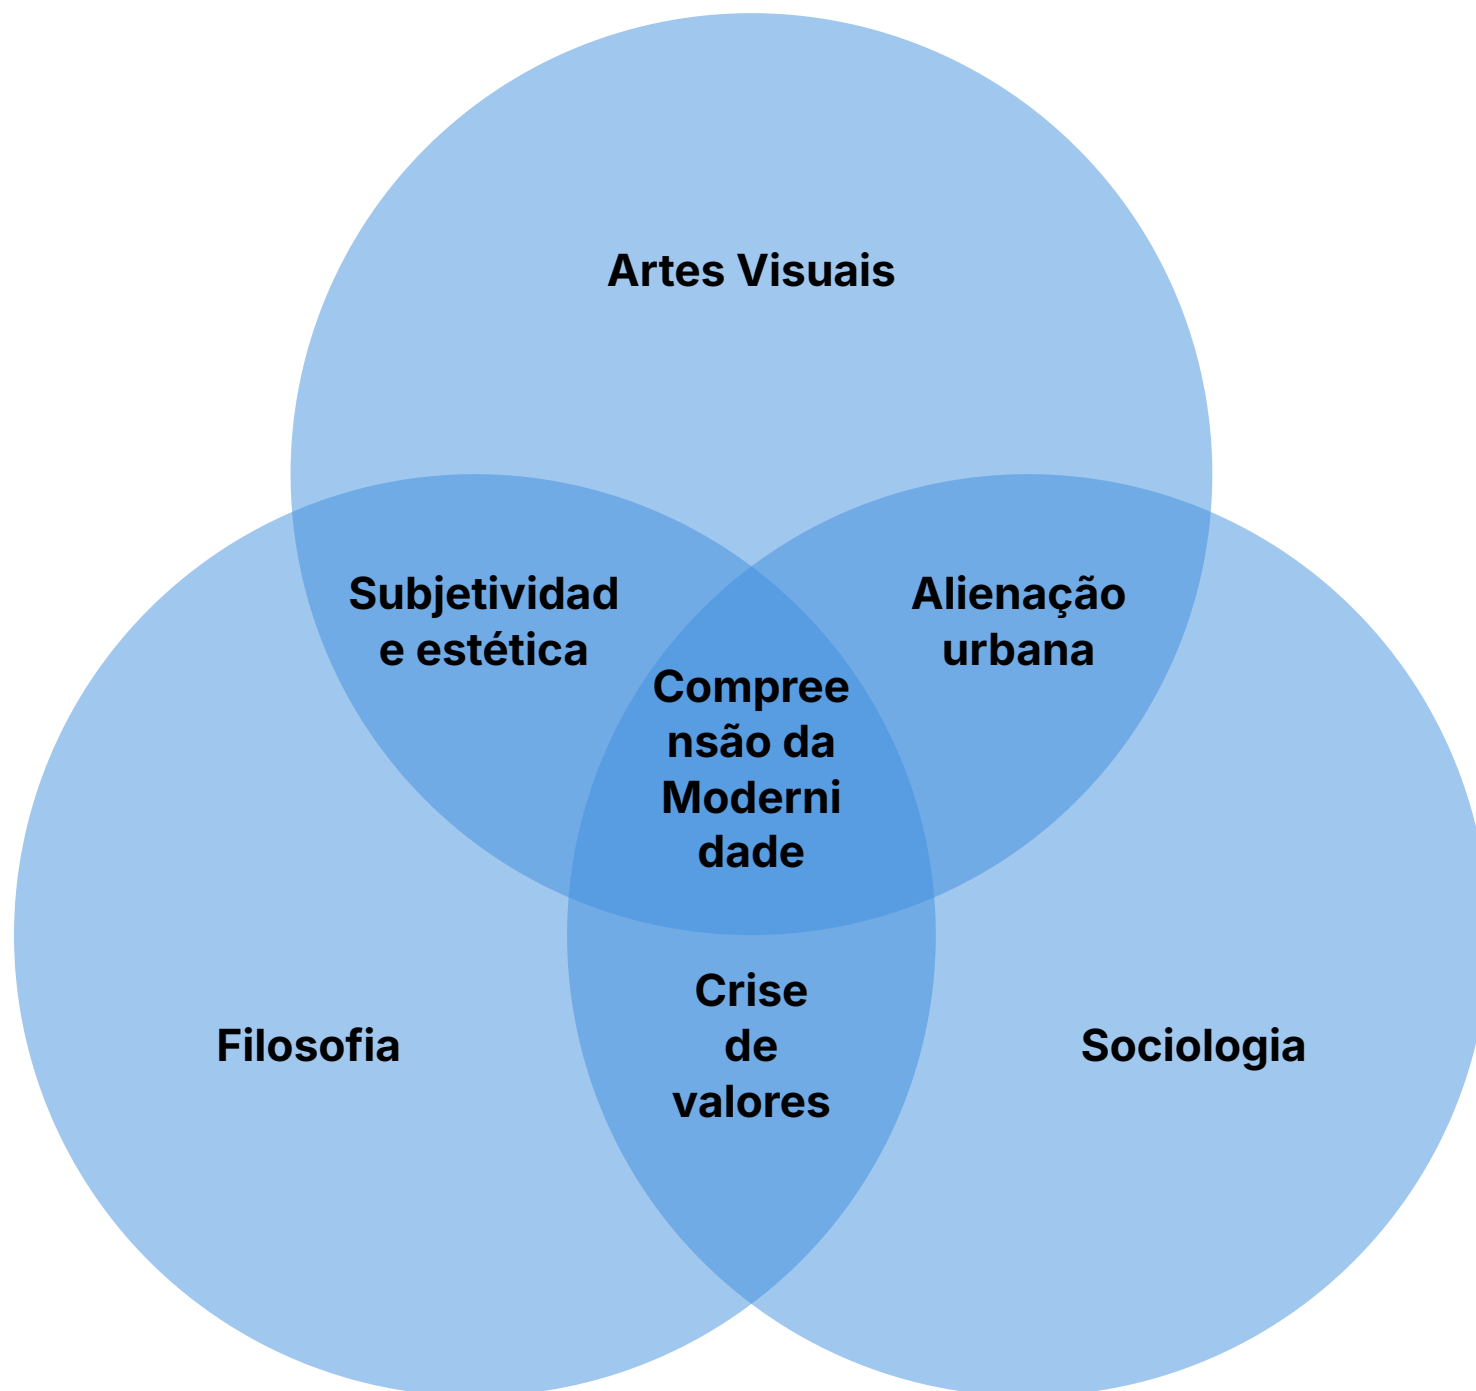 Artes Visuais
Subjetividad
e estética
Alienação
urbana
Compree
nsão da
Moderni
dade
Filosofia
Crise
de
valores
Sociologia